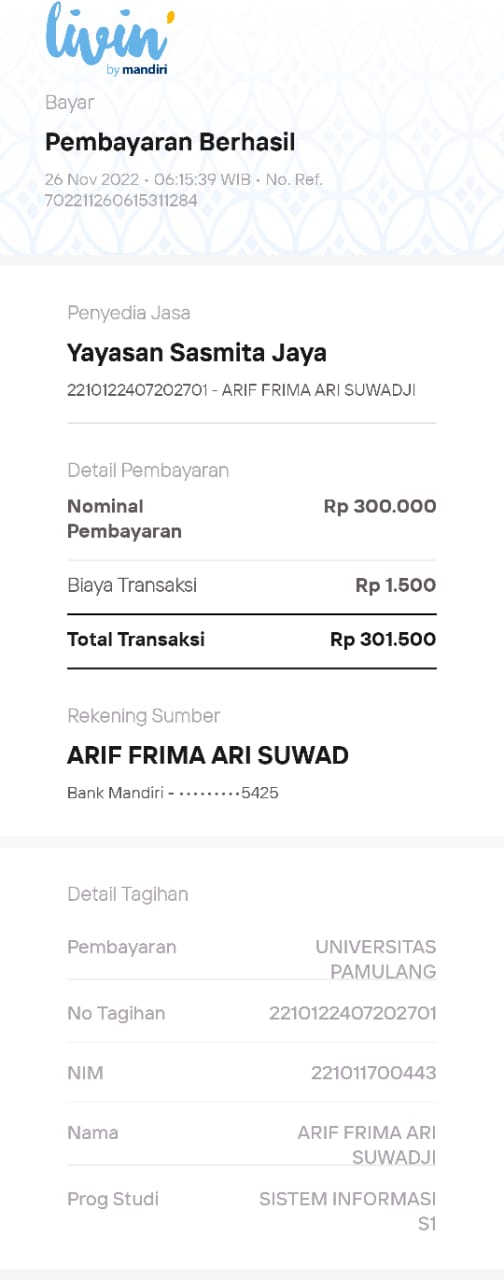 livin'
by mandiri
Bayar
Pembayaran Berhasil
26 Nov 2022 • 06:15:39 WIB • No. Ref.
702211260615311284
Penyedia Jasa
Yayasan Sasmita Jaya
2210122407202701 - ARIF FRIMA ARI SUWADJI
Detail Pembayaran
Nominal Rp 300.000
Pembayaran
Biaya Transaksi Rp 1.500
Total Transaksi Rp 301.500
Rekening Sumber
ARIF FRIMA ARI SUWAD
Bank Mandiri - •••••••••5425
Detail Tagihan
Pembayaran UNIVERSITAS
PAMULANG
No Tagihan 2210122407202701
NIM 221011700443
Nama ARIF FRIMA ARI
SUWADJI
Prog Studi SISTEM INFORMASI
S1